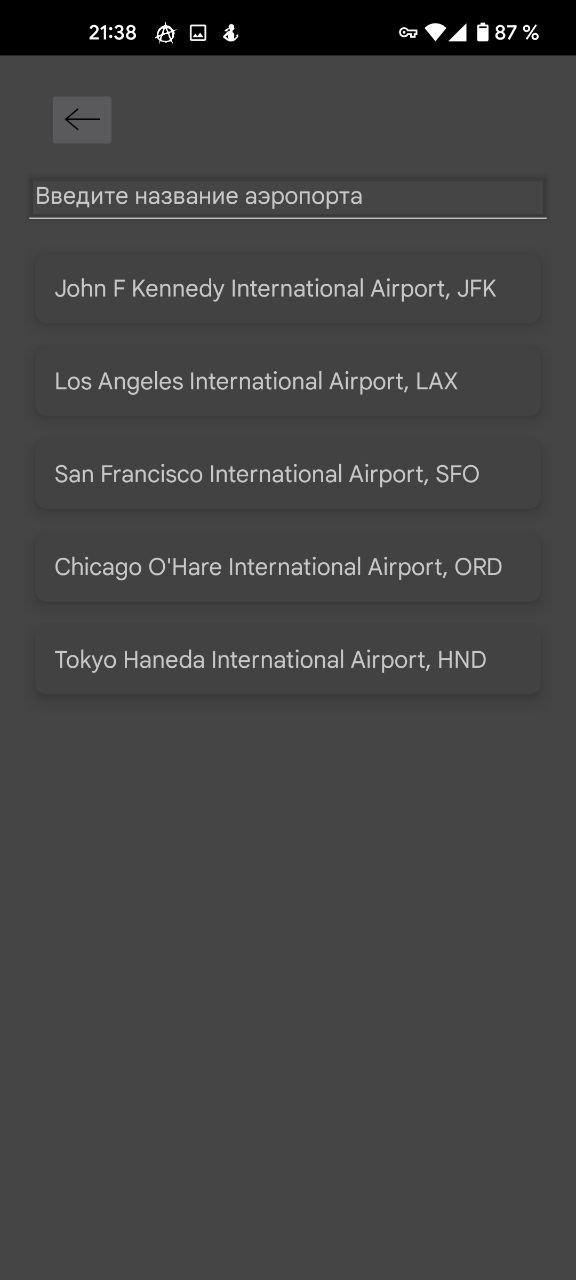 21:38 87 %
Введите название аэропорта
John F Kennedy International Airport, JFK
Los Angeles International Airport, LAX
San Francisco International Airport, SFO
Chicago O'Hare International Airport, ORD
Tokyo Haneda International Airport, HND